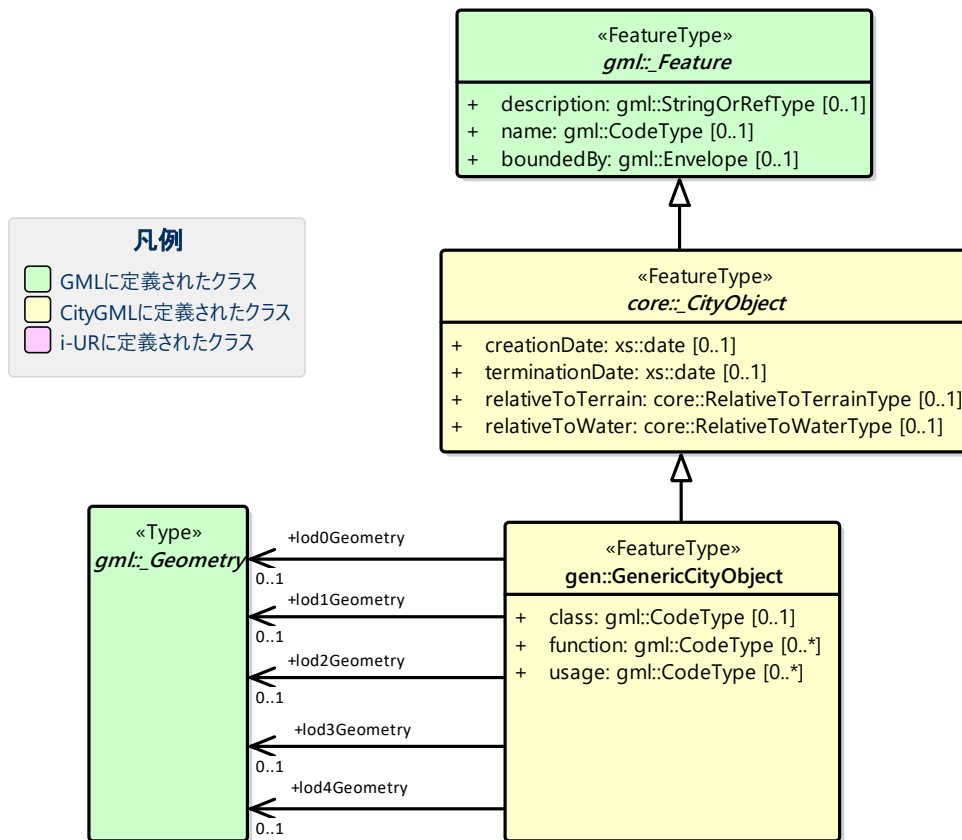 «FeatureType»
gml::_Feature
+ description: gml::StringOrRefType [0..1]
+ name: gml::CodeType [0..1]
+ boundedBy: gml::Envelope [0..1]
凡例
GMLに定義されたクラス
CityGMLに定義されたクラス
i-URに定義されたクラス
«FeatureType»
core::_CityObject
+ creationDate: xs::date [0..1]
+ terminationDate: xs::date [0..1]
+ relativeToTerrain: core::RelativeToTerrainType [0..1]
+ relativeToWater: core::RelativeToWaterType [0..1]
«Type»
gml::_Geometry
+lod0Geometry
0..1
+lod1Geometry
0..1
+lod2Geometry
0..1
+lod3Geometry
0..1
+lod4Geometry
0..1
«FeatureType»
gen::GenericCityObject
+ class: gml::CodeType [0..1]
+ function: gml::CodeType [0..*]
+ usage: gml::CodeType [0..*]